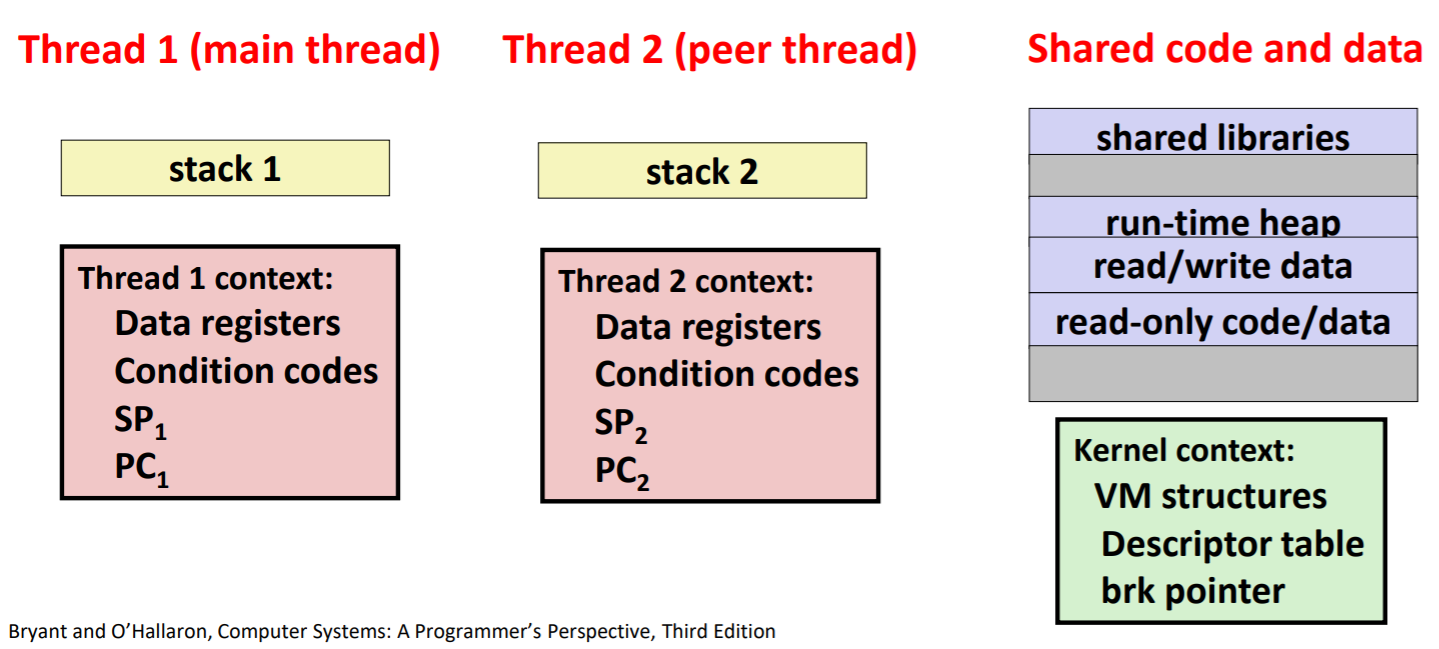 Thread 1 (main thread)
stack 1
Thread 1 context:
Data registers
Condition codes
SP₁
PC₁
Thread 2 (peer thread)
stack 2
Thread 2 context:
Data registers
Condition codes
SP₂
PC₂
Shared code and data
shared libraries
run-time heap
read/write data
read-only code/data
Kernel context:
VM structures
Descriptor table
brk pointer
Bryant and O’Hallaron, Computer Systems: A Programmer’s Perspective, Third Edition